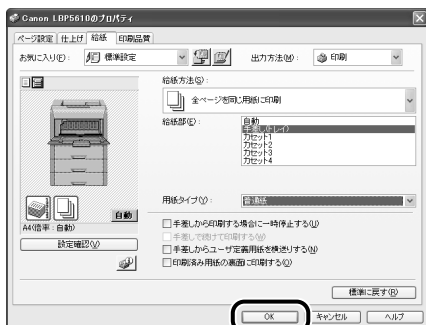 Canon LBP5610のプロパティ
ページ設定 仕上げ 給紙 印刷品質
お気に入り(F): 標準設定 出力方法(M): 印刷
給紙方法(S):
全ページを同じ用紙に印刷
給紙部(E):
自動
手差し(トレイ)
カセット1
カセット2
カセット3
カセット4
自動
A4(倍率:自動)
設定確認(V)
用紙タイプ(Y): 普通紙
手差しから印刷する場合に一時停止する(U)
手差しで続けて印刷する(W)
手差しからユーザ定義用紙を横送りする(N)
印刷済み用紙の裏面に印刷する(Q)
標準に戻す(R)
OK キャンセル ヘルプ